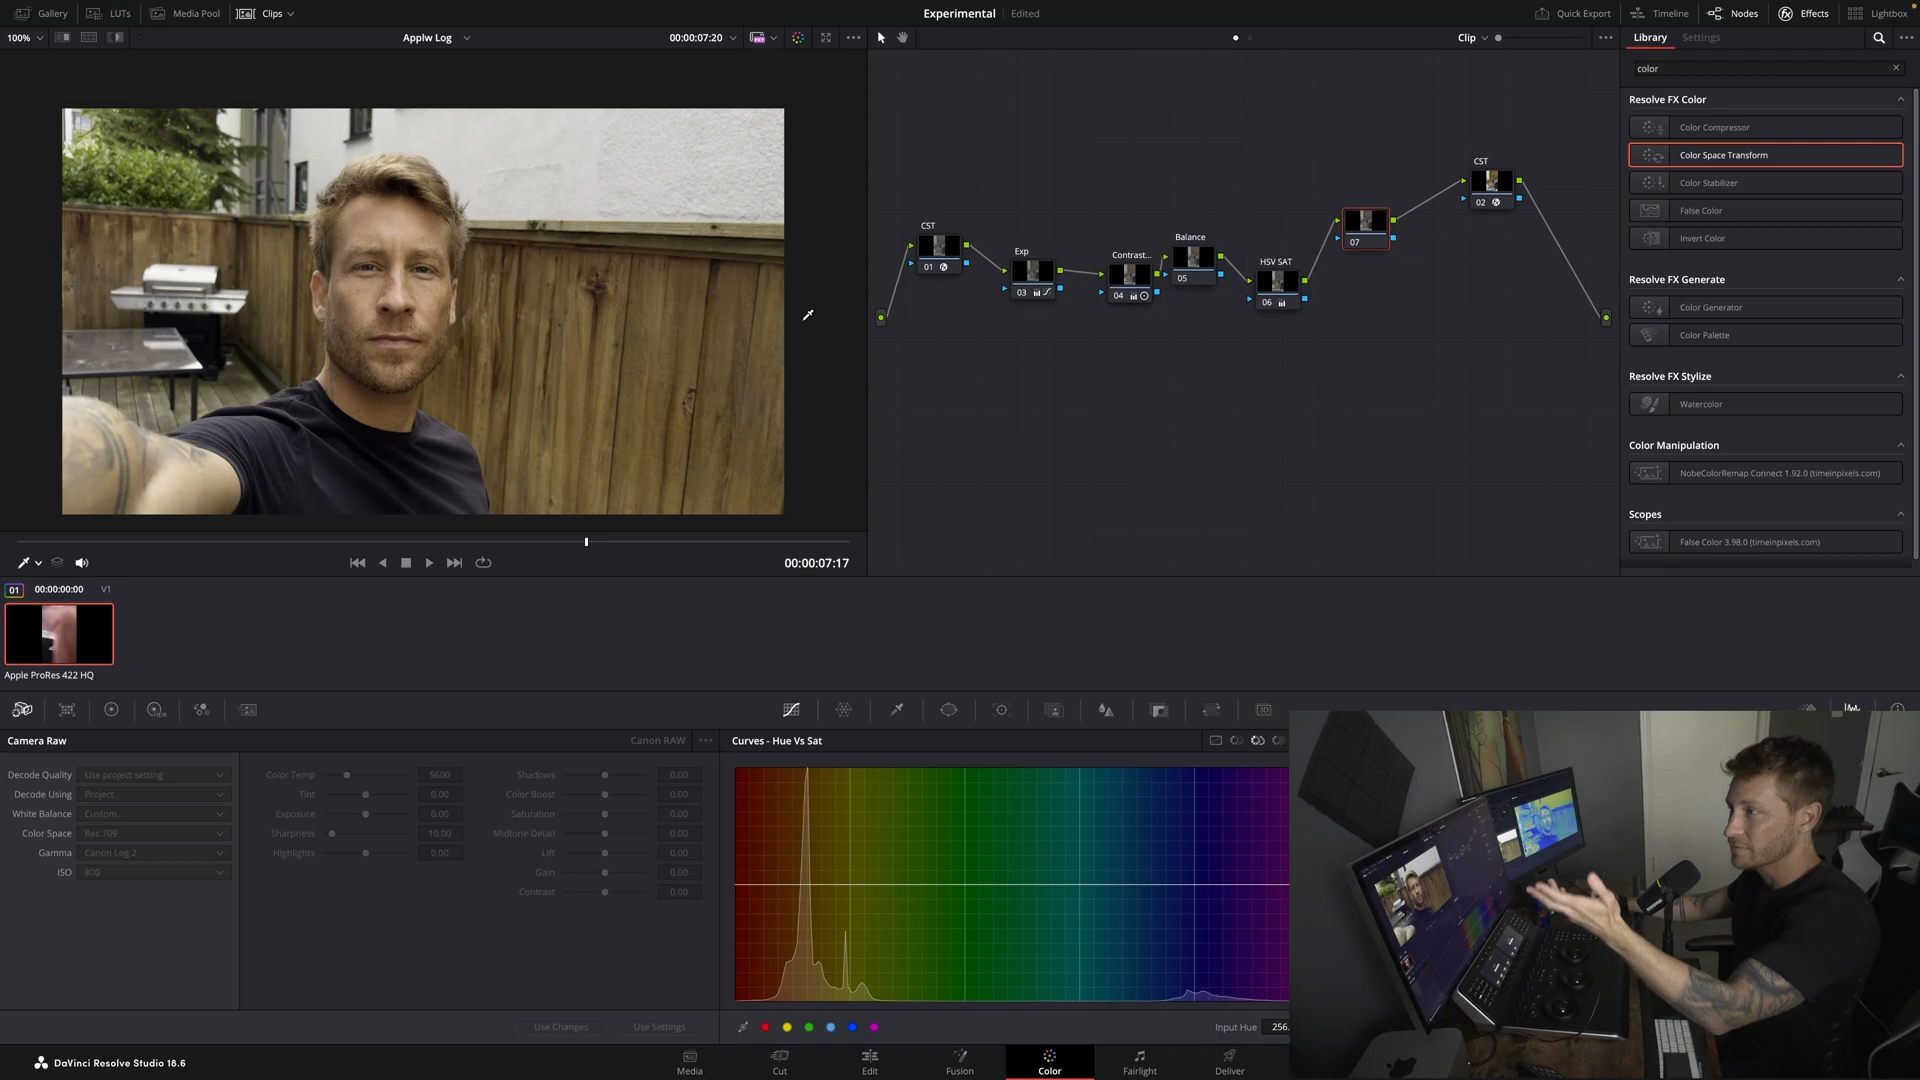 Gallery LUTs Media Pool Clips Experimental Edited Quick Export Timeline Nodes Effects Lightbox
100% Applw Log 00:00:07:20 Clip Library Settings
color
Resolve FX Color
Color Compressor
Color Space Transform
Color Stabilizer
False Color
Invert Color
Resolve FX Generate
Color Generator
Color Palette
Resolve FX Stylize
Watercolor
Color Manipulation
NobeColorRemap Connect 1.92.0 (timeinpixels.com)
Scopes
False Color 3.98.0 (timeinpixels.com)
CST
01
Exp
03
Contrast...
04
Balance
05
HSV SAT
06
07
CST
02
00:00:07:17
01 00:00:00:00 V1
Apple ProRes 422 HQ
Camera Raw Canon RAW
Decode Quality Use project setting Color Temp 5600 Shadows 0.00
Decode Using Project Tint 0.00 Color Boost 0.00
White Balance Custom Exposure 0.00 Saturation 0.00
Color Space Rec.709 Sharpness 10.00 Midtone Detail 0.00
Gamma Canon Log 2 Highlights 0.00 Lift 0.00
ISO 800 Gain 0.00
Contrast 0.00
Use Changes Use Settings
Curves - Hue Vs Sat
Input Hue 256.
DaVinci Resolve Studio 18.6
Media Cut Edit Fusion Color Fairlight Deliver